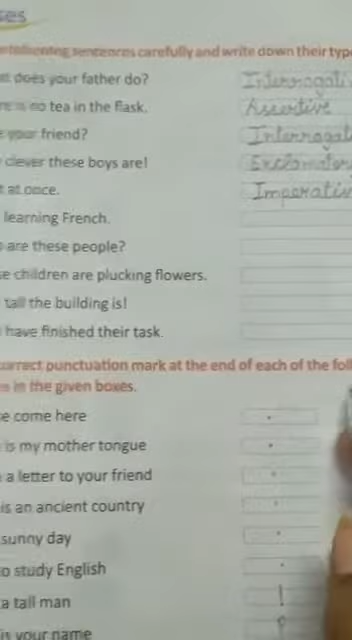 ses
following sentences carefully and write down their type
does your father do? Interrogati
re is no tea in the flask. Assertive
your friend? Interrogat
clever these boys are! Exclamator
at once. Imperativ
learning French.
are these people?
se children are plucking flowers.
tall the building is!
have finished their task.
correct punctuation mark at the end of each of the foll
in the given boxes.
e come here .
is my mother tongue .
a letter to your friend .
is an ancient country .
sunny day .
o study English .
a tall man !
is your name ?